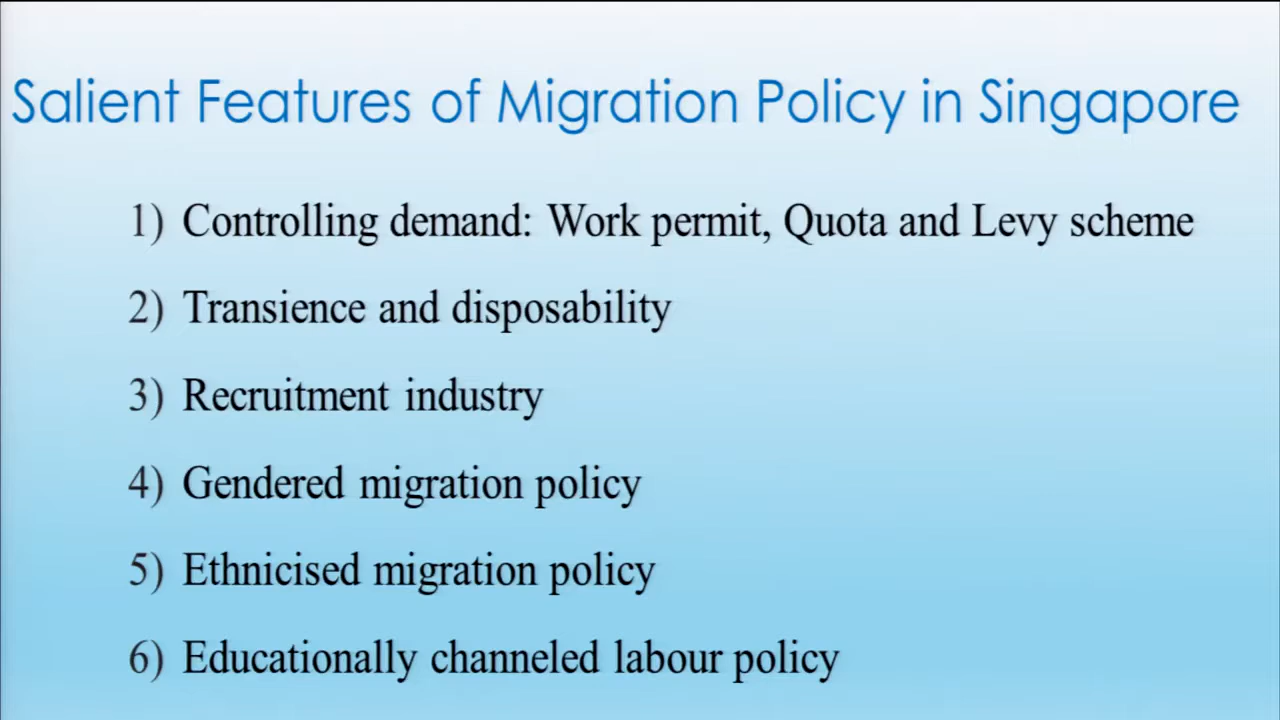 Salient Features of Migration Policy in Singapore
1) Controlling demand: Work permit, Quota and Levy scheme
2) Transience and disposability
3) Recruitment industry
4) Gendered migration policy
5) Ethnicised migration policy
6) Educationally channeled labour policy